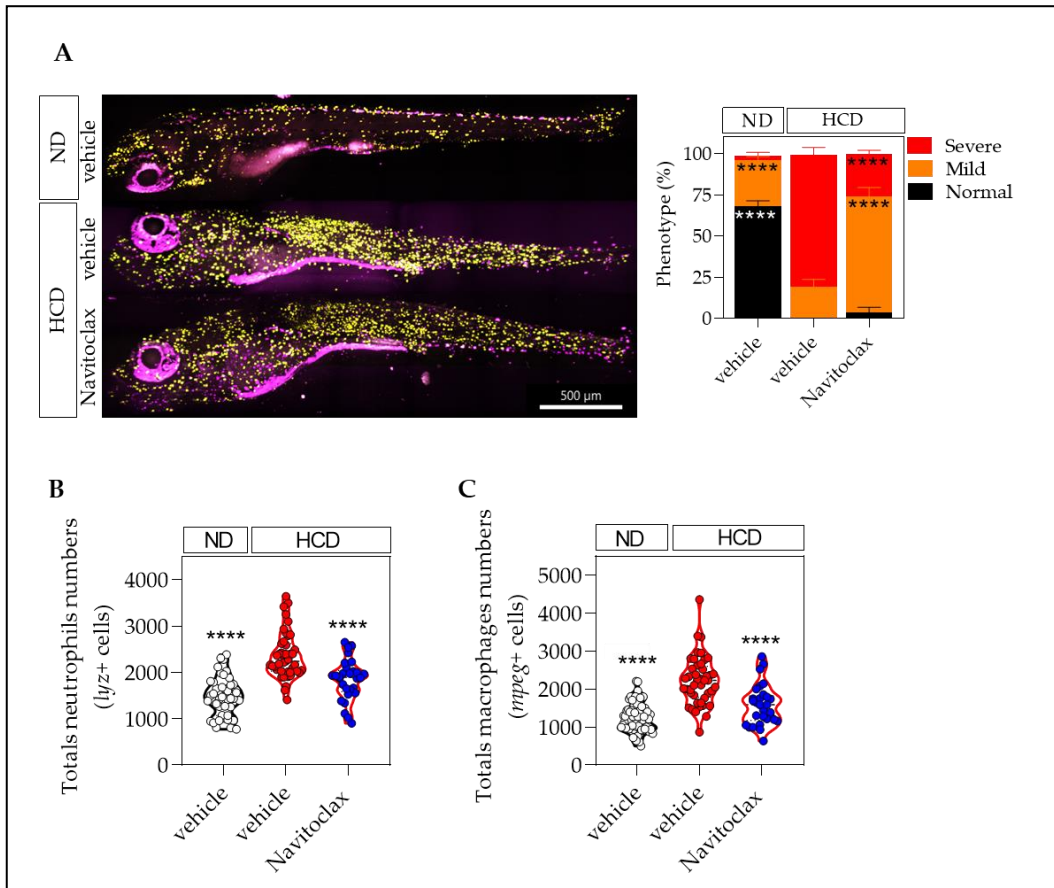 A
ND
vehicle
HCD
vehicle
Navitoclax
500 µm
ND
HCD
Phenotype (%)
100
75
50
25
0
****
****
****
****
Severe
Mild
Normal
vehicle
vehicle
Navitoclax
B
ND
HCD
Totals neutrophils numbers
(lyz+ cells)
4000
3000
2000
1000
0
****
****
vehicle
vehicle
Navitoclax
C
ND
HCD
Totals macrophages numbers
(mpeg+ cells)
5000
4000
3000
2000
1000
0
****
****
vehicle
vehicle
Navitoclax